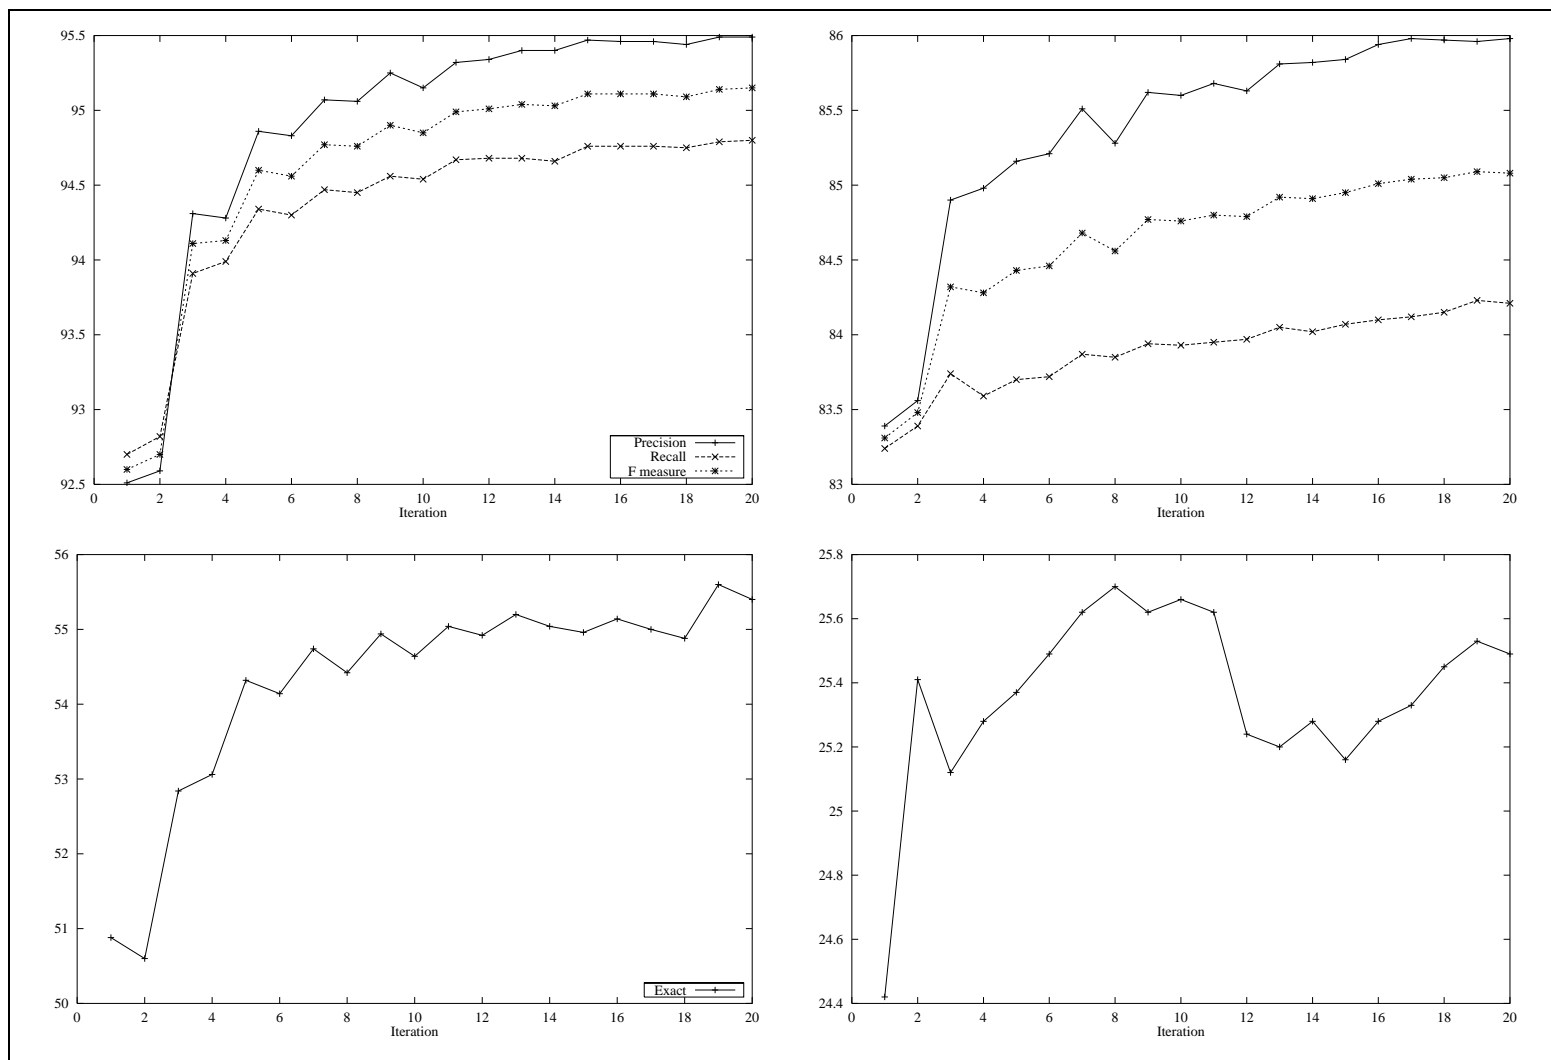 95.5
95
94.5
94
93.5
93
92.5
0 2 4 6 8 10 12 14 16 18 20
Iteration
Precision
Recall
F measure
86
85.5
85
84.5
84
83.5
83
0 2 4 6 8 10 12 14 16 18 20
Iteration
56
55
54
53
52
51
50
0 2 4 6 8 10 12 14 16 18 20
Iteration
Exact
25.8
25.6
25.4
25.2
25
24.8
24.6
24.4
0 2 4 6 8 10 12 14 16 18 20
Iteration